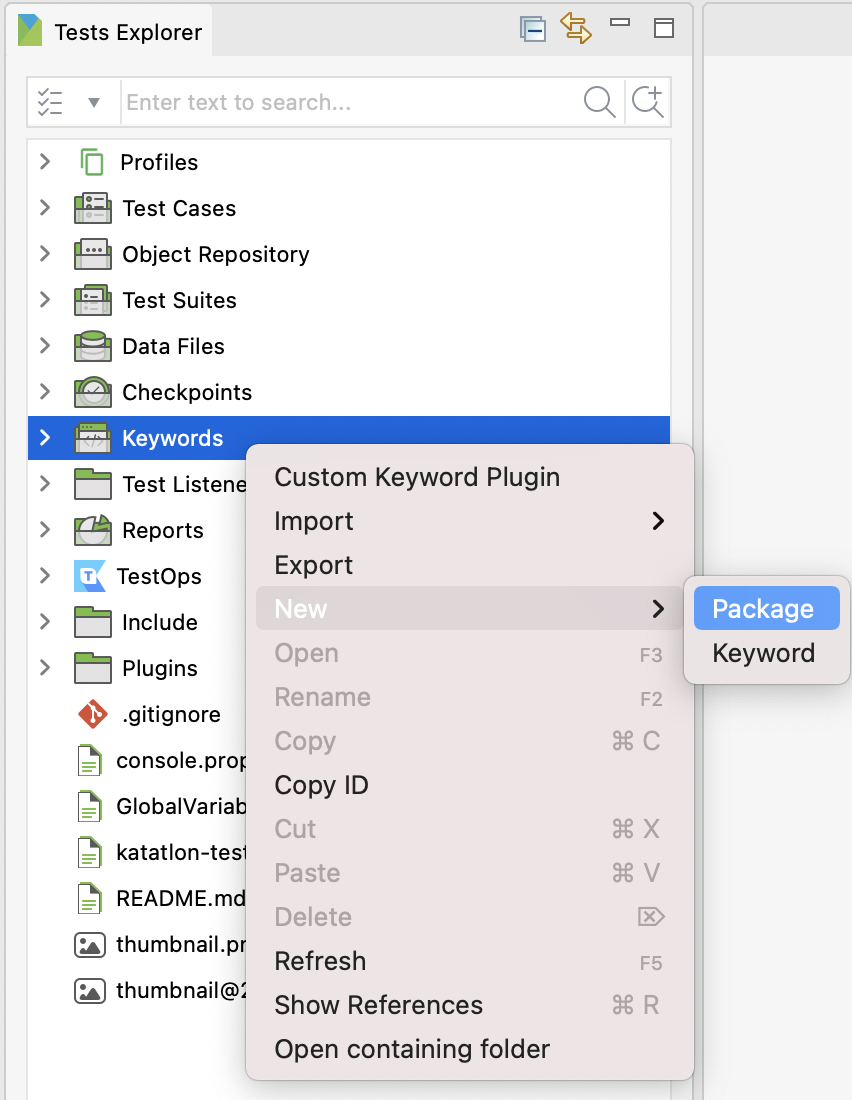 Tests Explorer
Enter text to search...
Profiles
Test Cases
Object Repository
Test Suites
Data Files
Checkpoints
Keywords
Test Listene
Reports
TestOps
Include
Plugins
.gitignore
console.prop
GlobalVariab
katatlon-test
README.md
thumbnail.pr
thumbnail@2
Custom Keyword Plugin
Import
Export
New
Open F3
Rename F2
Copy ⌘ C
Copy ID
Cut ⌘ X
Paste ⌘ V
Delete
Refresh F5
Show References ⌘ R
Open containing folder
Package
Keyword